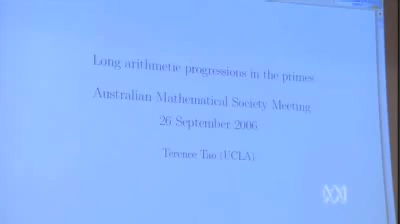 Long arithmetic progressions in the primes
Australian Mathematical Society Meeting
26 September 2006
Terence Tao (UCLA)